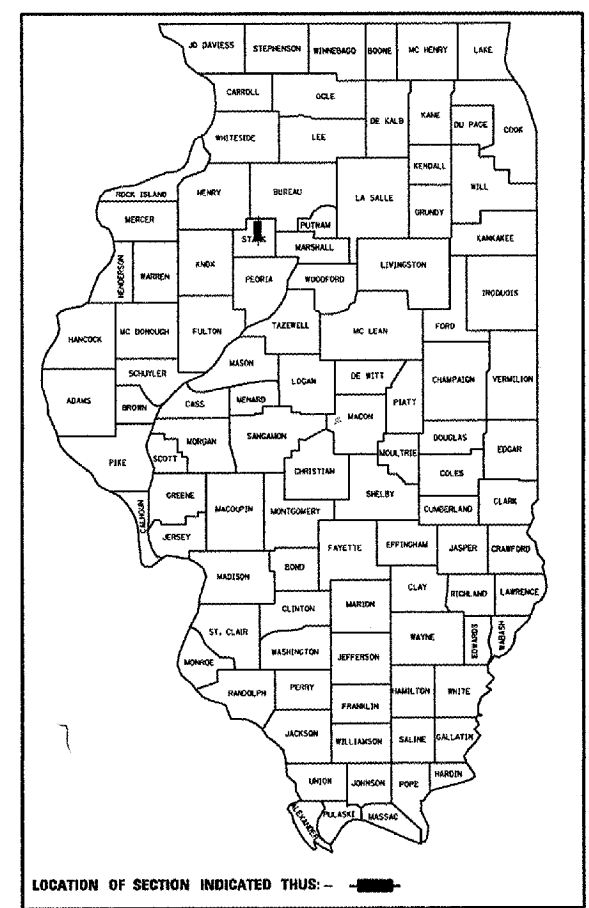 JO DAVIESS STEPHENSON WINNEBAGO BOONE MC HENRY LAKE
CARROLL OGLE
DE KALB KANE DU PAGE COOK
WHITESIDE LEE
KENDALL WILL
ROCK ISLAND HENRY BUREAU LA SALLE GRUNDY
MERCER PUTNAM
STARK MARSHALL KANKAKEE
HENDERSON WARREN KNOX PEORIA WOODFORD LIVINGSTON IROQUOIS
HANCOCK MC DONOUGH FULTON TAZEWELL MC LEAN FORD
MASON
SCHUYLER LOGAN DE WITT CHAMPAIGN VERMILION
ADAMS BROWN CASS MENARD PIATT
MACON
MORGAN SANGAMON DOUGLAS
PIKE SCOTT CHRISTIAN MOULTRIE COLES EDGAR
GREENE SHELBY
CALHOUN MACOUPIN MONTGOMERY CUMBERLAND CLARK
JERSEY FAYETTE EFFINGHAM JASPER CRAWFORD
MADISON BOND
CLAY RICHLAND LAWRENCE
CLINTON MARION
ST. CLAIR WAYNE EDWARDS WABASH
WASHINGTON JEFFERSON
MONROE
RANDOLPH PERRY HAMILTON WHITE
FRANKLIN
JACKSON WILLIAMSON SALINE GALLATIN
UNION JOHNSON POPE HARDIN
ALEXANDER PULASKI MASSAC
LOCATION OF SECTION INDICATED THUS: –